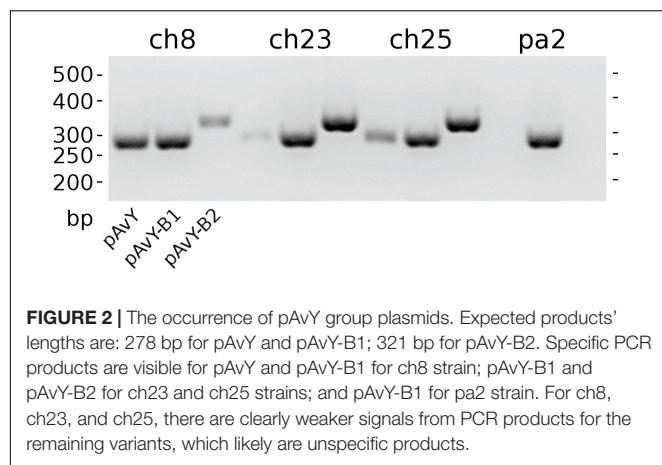 ch8 ch23 ch25 pa2
500-
400-
300-
250-
200-
bp
pAvY
pAvY-B1
pAvY-B2
FIGURE 2 | The occurrence of pAvY group plasmids. Expected products'
lengths are: 278 bp for pAvY and pAvY-B1; 321 bp for pAvY-B2. Specific PCR
products are visible for pAvY and pAvY-B1 for ch8 strain; pAvY-B1 and
pAvY-B2 for ch23 and ch25 strains; and pAvY-B1 for pa2 strain. For ch8,
ch23, and ch25, there are clearly weaker signals from PCR products for the
remaining variants, which likely are unspecific products.